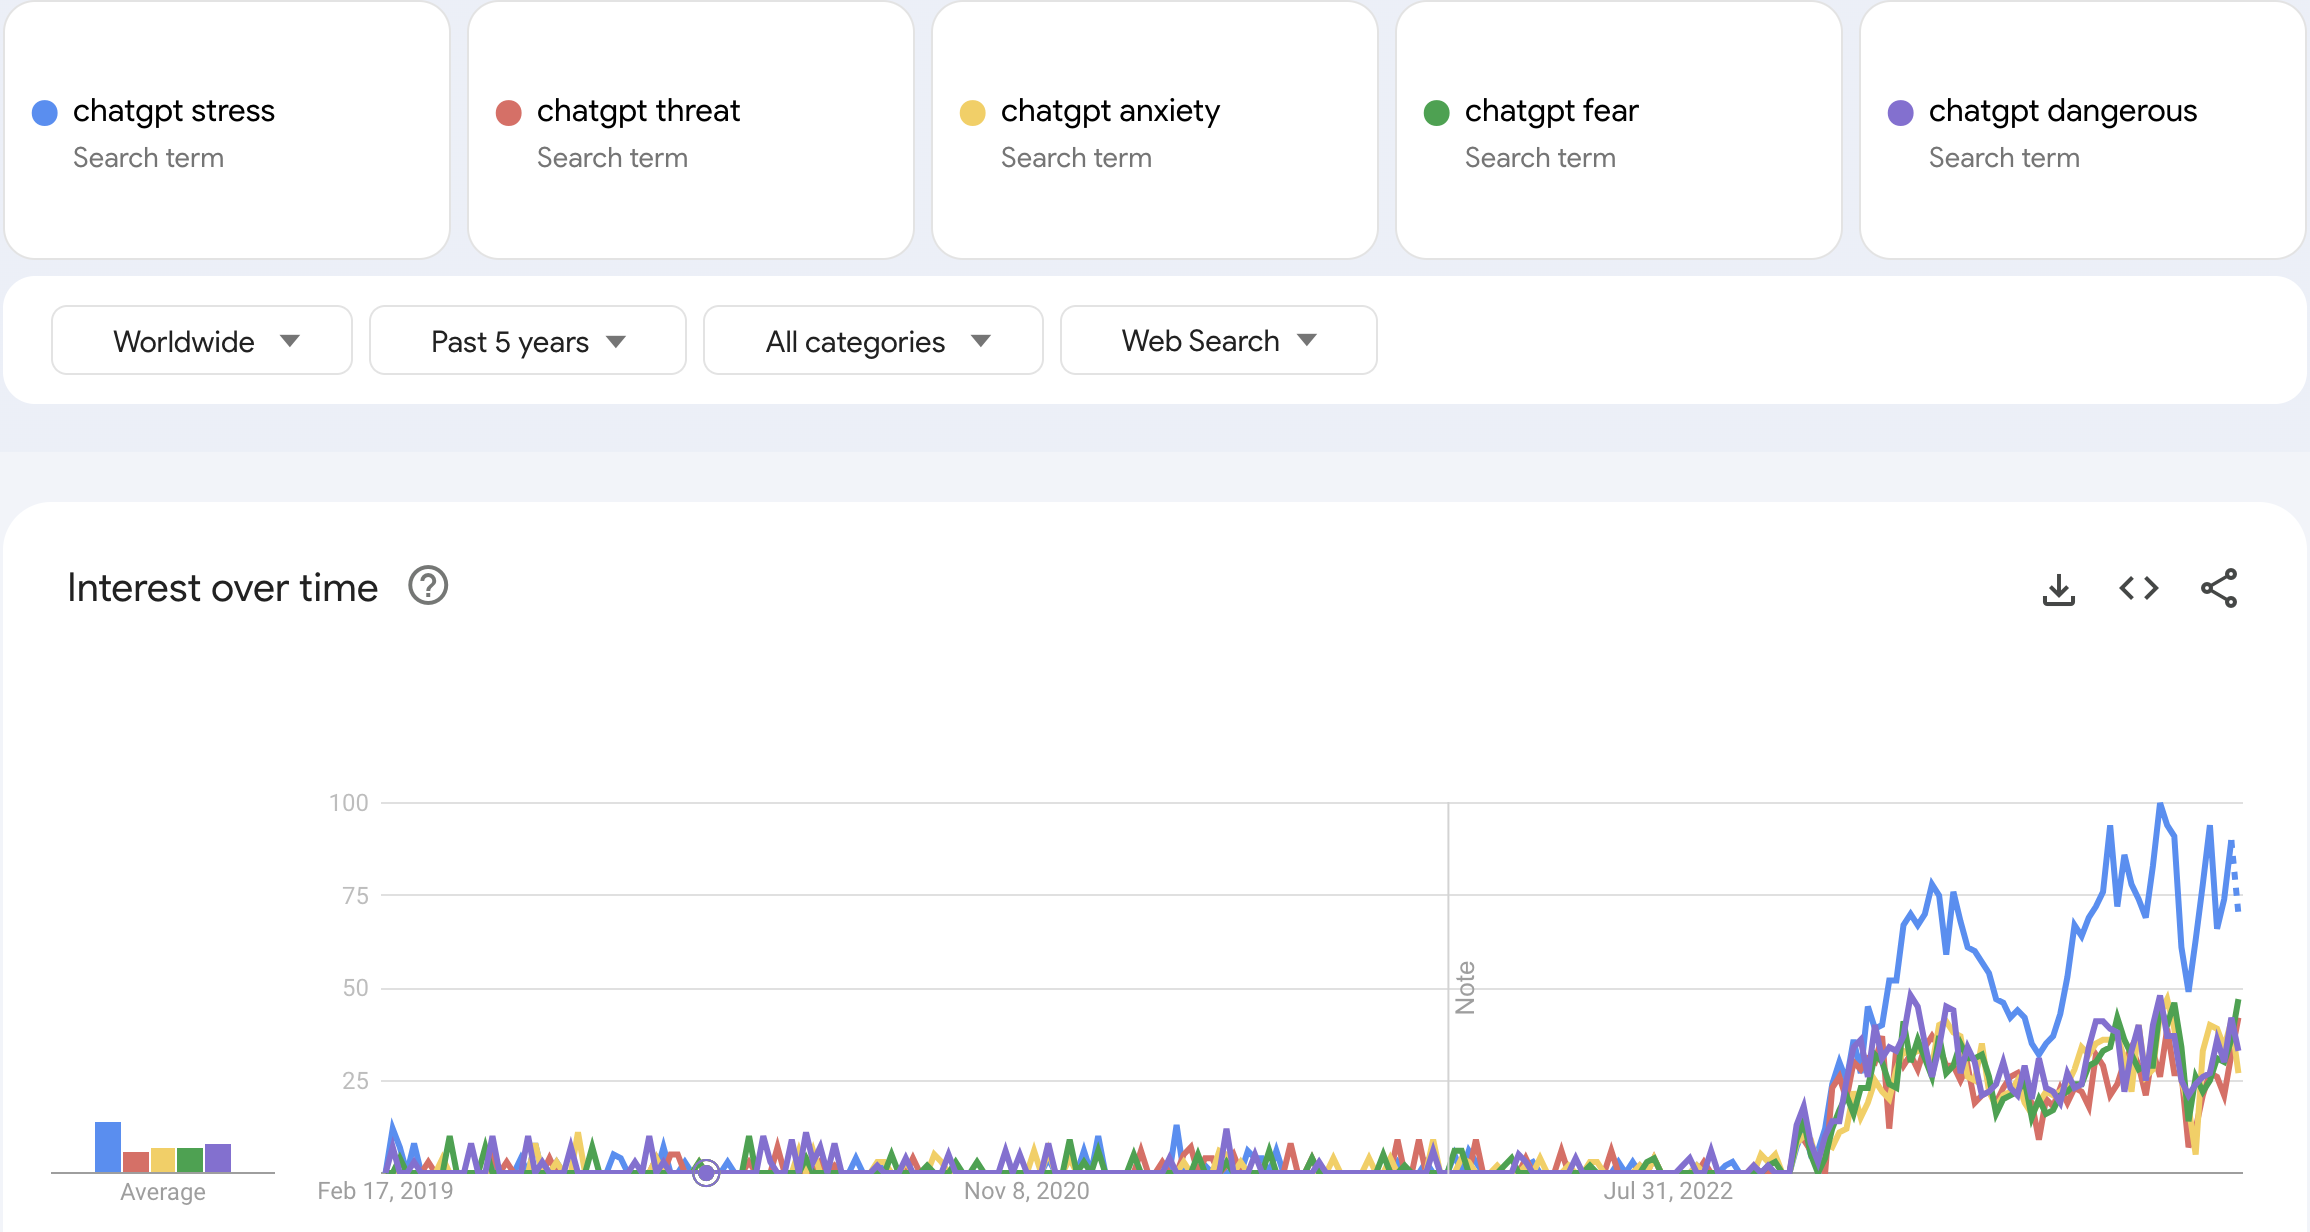 chatgpt stress
Search term
chatgpt threat
Search term
chatgpt anxiety
Search term
chatgpt fear
Search term
chatgpt dangerous
Search term
Worldwide
Past 5 years
All categories
Web Search
Interest over time
100
75
50
25
Note
Average
Feb 17, 2019
Nov 8, 2020
Jul 31, 2022